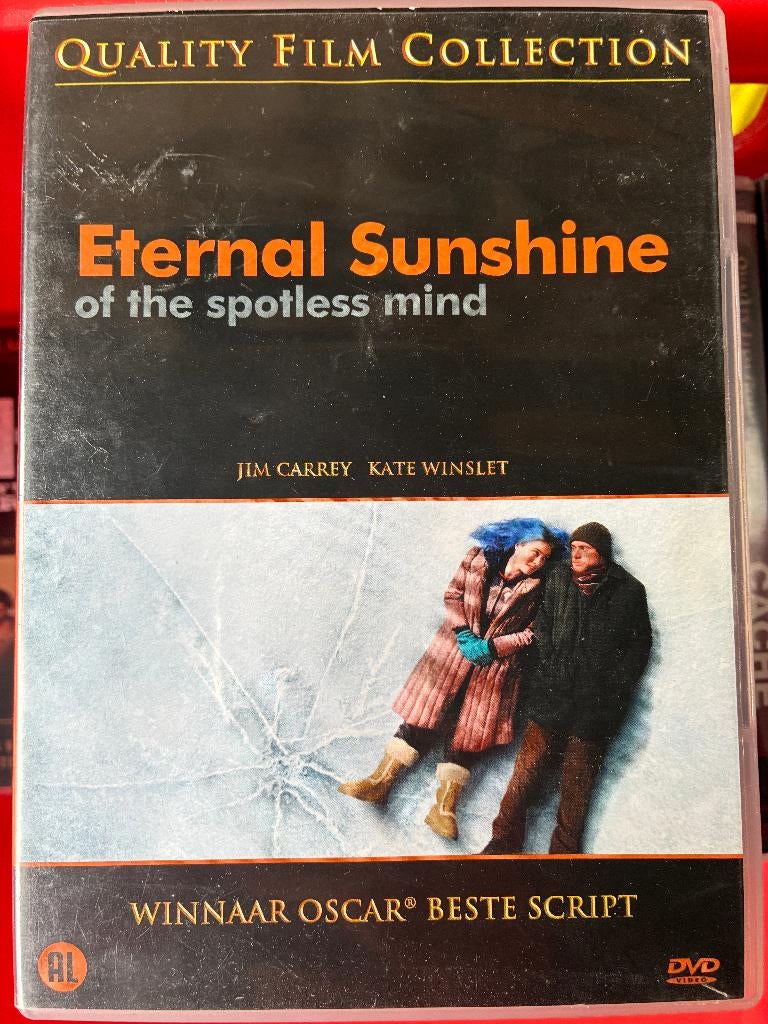 QUALITY FILM COLLECTION
Eternal Sunshine
of the spotless mind
JIM CARREY KATE WINSLET
WINNAAR OSCAR® BESTE SCRIPT
AL
DVD
VIDEO
CACHÉ